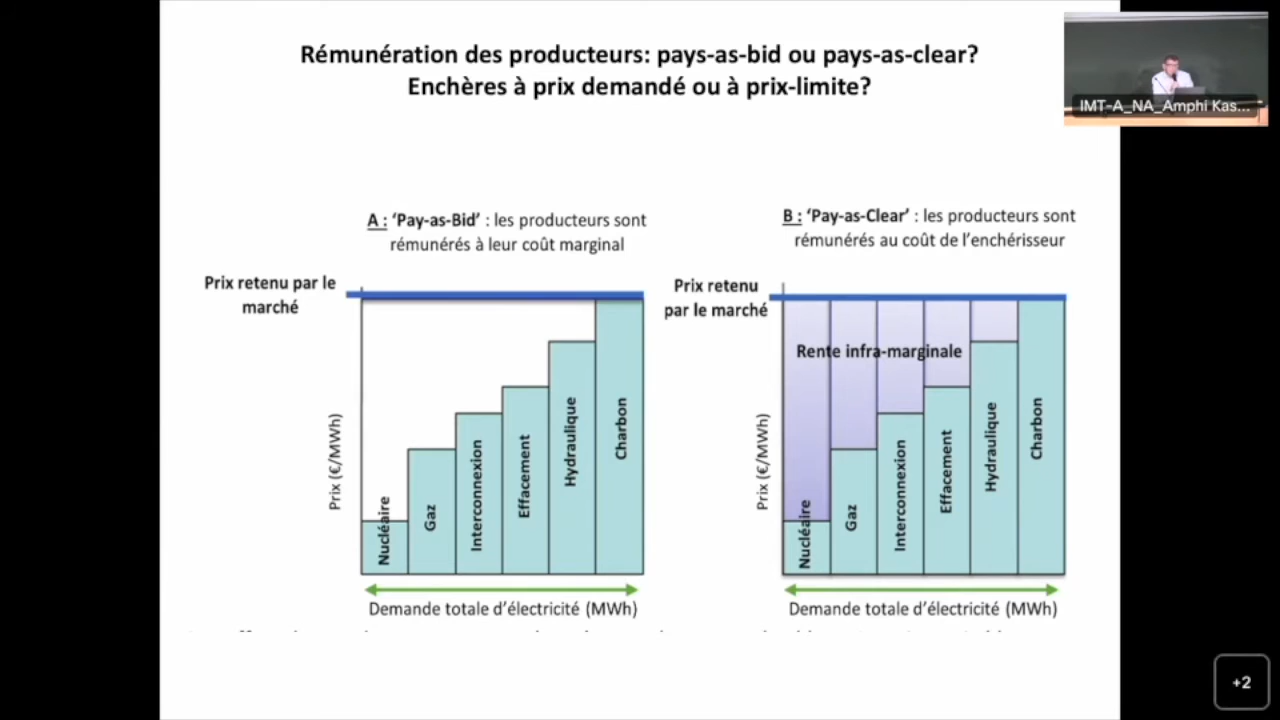 Rémunération des producteurs: pays-as-bid ou pays-as-clear?
Enchères à prix demandé ou à prix-limite?
IMT-A_NA_Amphi Kas...
A : ‘Pay-as-Bid’ : les producteurs sont
rémunérés à leur coût marginal
Prix retenu par le
marché
Prix (€/MWh)
Nucléaire
Gaz
Interconnexion
Effacement
Hydraulique
Charbon
Demande totale d’électricité (MWh)
B : ‘Pay-as-Clear’ : les producteurs sont
rémunérés au coût de l’enchérisseur
Prix retenu
par le marché
Rente infra-marginale
Prix (€/MWh)
Nucléaire
Gaz
Interconnexion
Effacement
Hydraulique
Charbon
Demande totale d’électricité (MWh)
+2